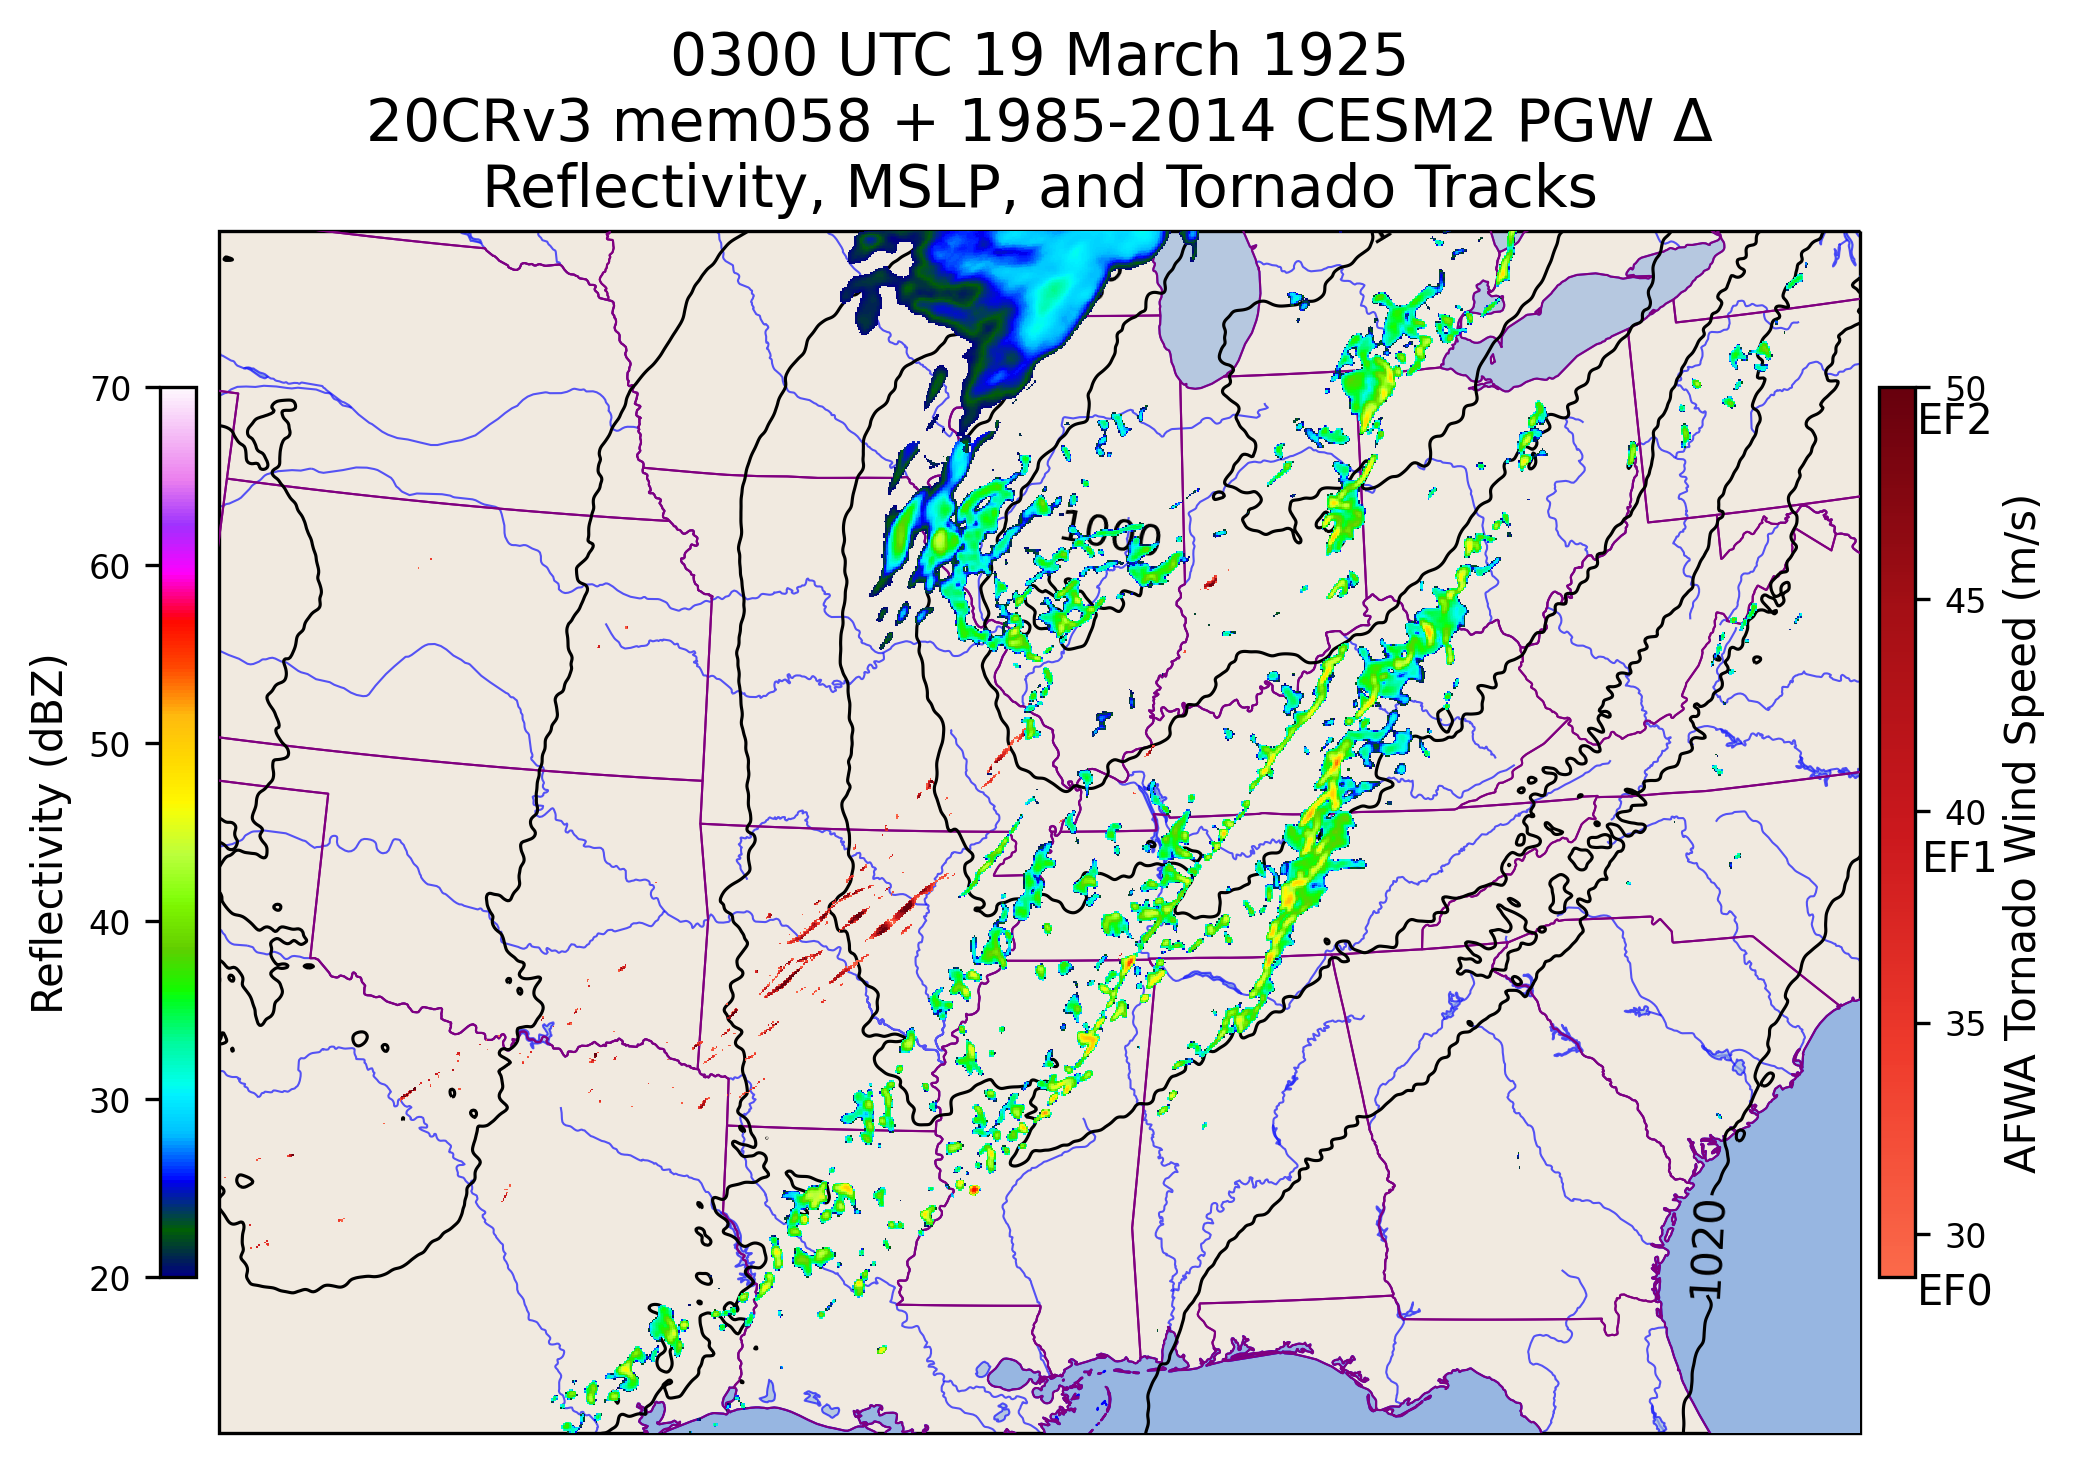 0300 UTC 19 March 1925
20CRv3 mem058 + 1985-2014 CESM2 PGW Δ
Reflectivity, MSLP, and Tornado Tracks
70
60
50
40
30
20
Reflectivity (dBZ)
1000
1020
50
EF2
45
40
EF1
35
30
EF0
AFWA Tornado Wind Speed (m/s)